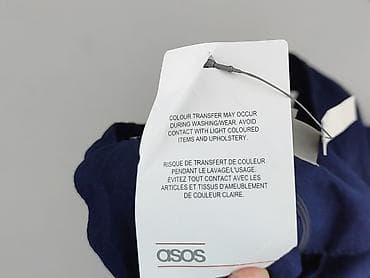 COLOUR TRANSFER MAY OCCUR
DURING WASHING/WEAR. AVOID
CONTACT WITH LIGHT COLOURED
ITEMS AND UPHOLSTERY.
RISQUE DE TRANSFERT DE COULEUR
PENDANT LE LAVAGE/L'USAGE.
ÉVITEZ TOUT CONTACT AVEC LES
ARTICLES ET TISSUS D'AMEUBLEMENT
DE COULEUR CLAIRE.
asos